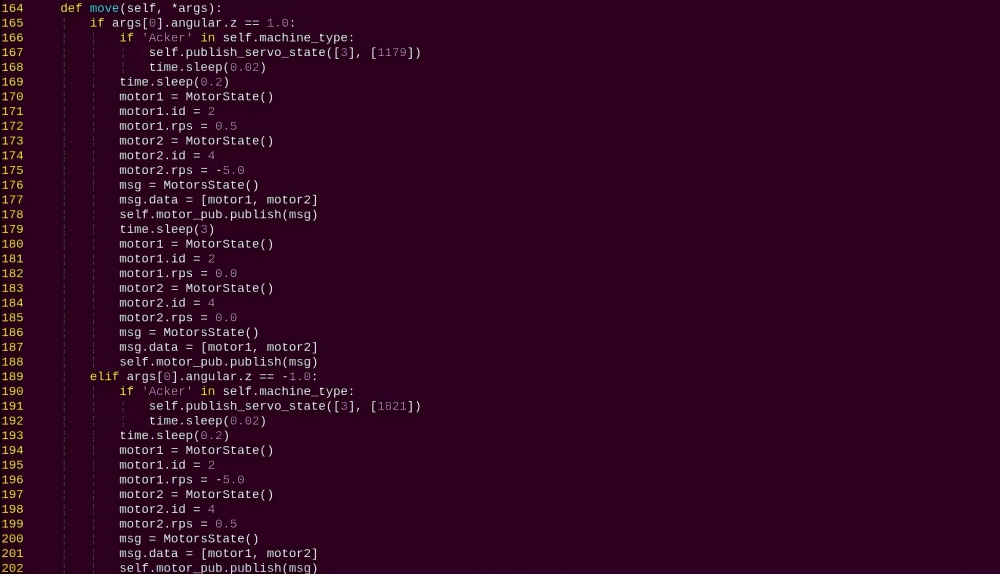 164     def move(self, *args):
165         if args[0].angular.z == 1.0:
166             if 'Acker' in self.machine_type:
167                 self.publish_servo_state([3], [1179])
168                 time.sleep(0.02)
169             time.sleep(0.2)
170             motor1 = MotorState()
171             motor1.id = 2
172             motor1.rps = 0.5
173             motor2 = MotorState()
174             motor2.id = 4
175             motor2.rps = -5.0
176             msg = MotorsState()
177             msg.data = [motor1, motor2]
178             self.motor_pub.publish(msg)
179             time.sleep(3)
180             motor1 = MotorState()
181             motor1.id = 2
182             motor1.rps = 0.0
183             motor2 = MotorState()
184             motor2.id = 4
185             motor2.rps = 0.0
186             msg = MotorsState()
187             msg.data = [motor1, motor2]
188             self.motor_pub.publish(msg)
189         elif args[0].angular.z == -1.0:
190             if 'Acker' in self.machine_type:
191                 self.publish_servo_state([3], [1821])
192                 time.sleep(0.02)
193             time.sleep(0.2)
194             motor1 = MotorState()
195             motor1.id = 2
196             motor1.rps = -5.0
197             motor2 = MotorState()
198             motor2.id = 4
199             motor2.rps = 0.5
200             msg = MotorsState()
201             msg.data = [motor1, motor2]
202             self.motor_pub.publish(msg)